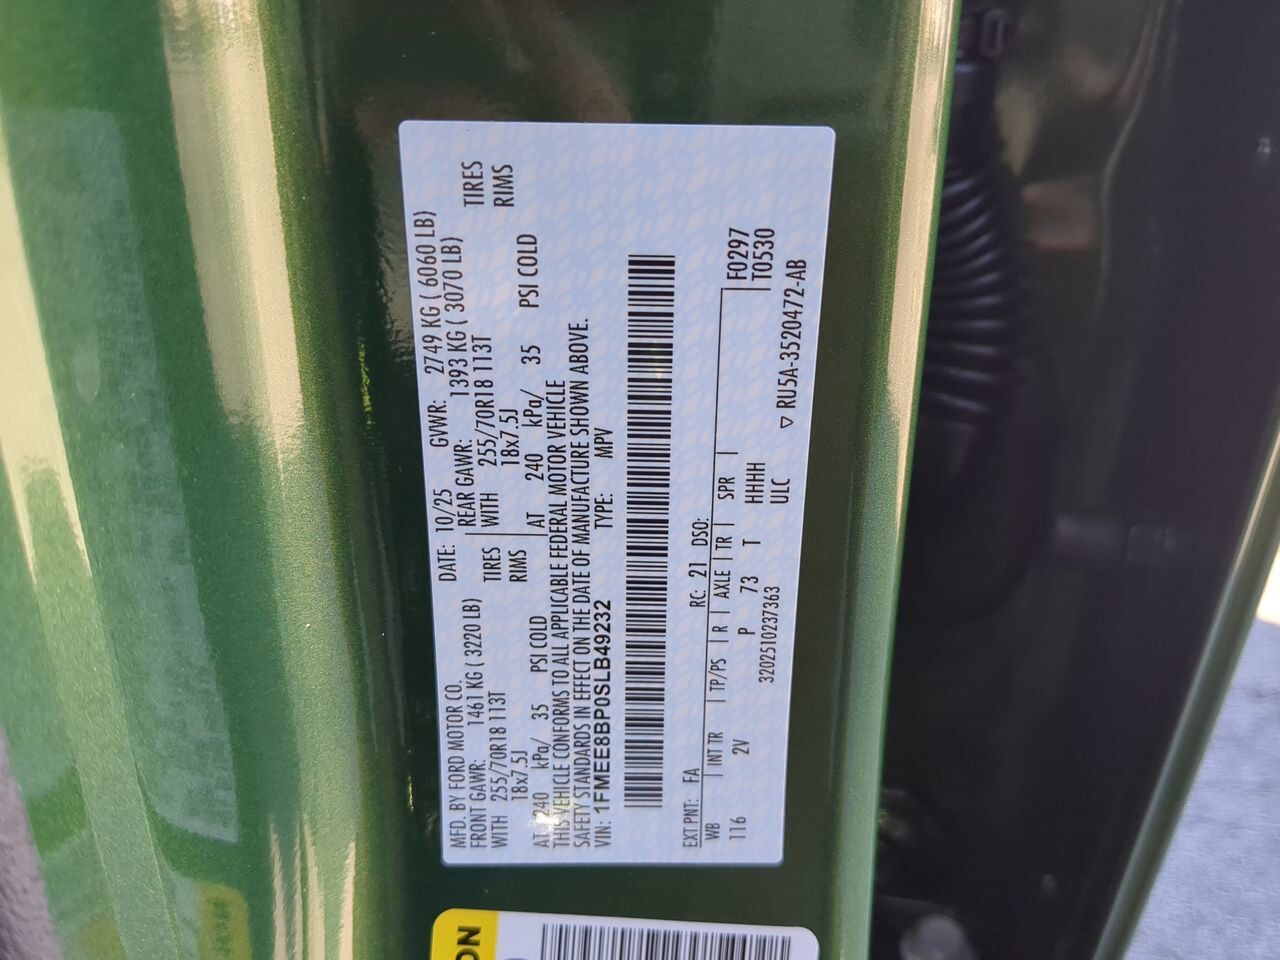 MFD. BY FORD MOTOR CO.
DATE: 10/25 GVWR: 2749 KG ( 6060 LB)
FRONT GAWR: 1461 KG ( 3220 LB)
REAR GAWR: 1393 KG ( 3070 LB)
WITH 255/70R18 113T TIRES
WITH 255/70R18 113T TIRES
18x7.5J RIMS
18x7.5J RIMS
AT 240 kPa/ 35 PSI COLD
AT 240 kPa/ 35 PSI COLD
THIS VEHICLE CONFORMS TO ALL APPLICABLE FEDERAL MOTOR VEHICLE
SAFETY STANDARDS IN EFFECT ON THE DATE OF MANUFACTURE SHOWN ABOVE.
VIN: 1FMEE8BP0SLB49232 TYPE: MPV
EXT PNT: FA RC: 21 DSO:
WB | INT TR | TP/PS | R | AXLE | TR | SPR | F0297
116 2V P 73 T HHHH T0530
3202510237363 ULC
▽ RU5A-3520472-AB
ON